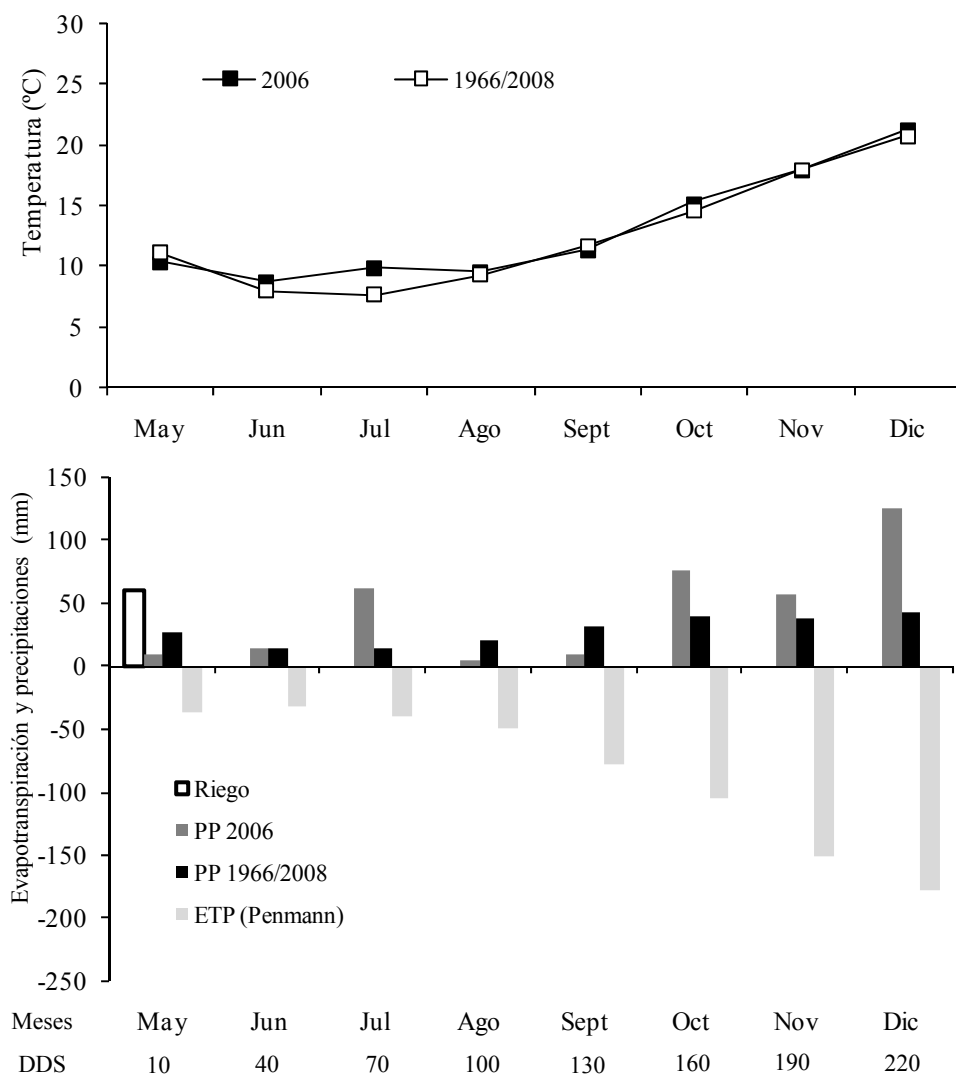 30
25
20
15
10
5
0
Temperatura (ºC)
2006
1966/2008
May Jun Jul Ago Sept Oct Nov Dic
150
100
50
0
-50
-100
-150
-200
-250
Evapotranspiración y precipitaciones (mm)
Riego
PP 2006
PP 1966/2008
ETP (Penmann)
Meses May Jun Jul Ago Sept Oct Nov Dic
DDS 10 40 70 100 130 160 190 220